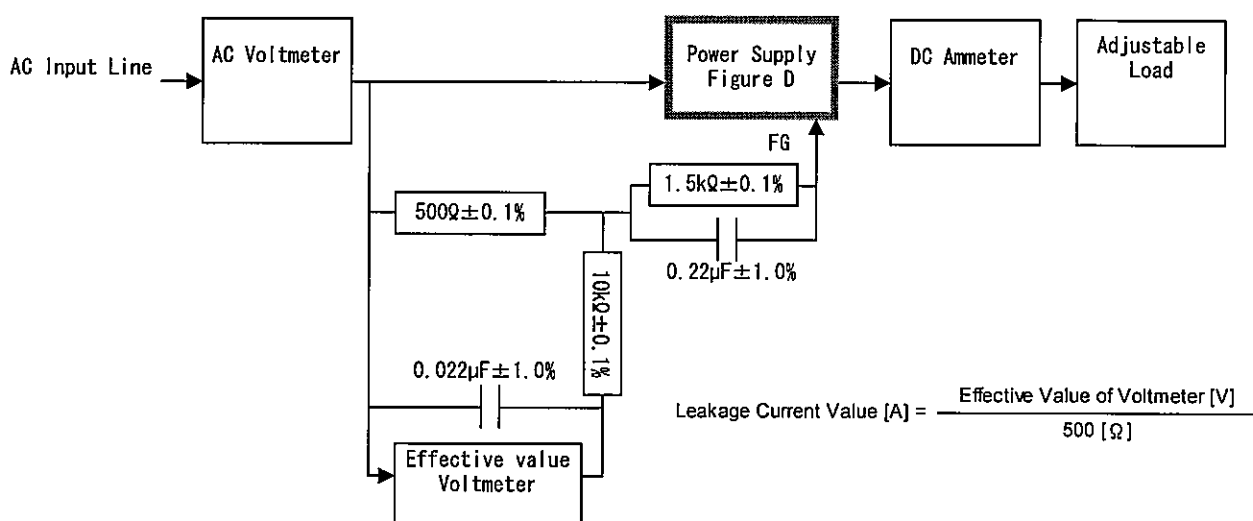 AC Input Line
AC Voltmeter
Power Supply
Figure D
DC Ammeter
Adjustable
Load
FG
1.5kΩ±0.1%
500Ω±0.1%
0.22μF±1.0%
10kΩ±0.1%
0.022μF±1.0%
Leakage Current Value [A] = Effective Value of Voltmeter [V]
500 [Ω]
Effective value
Voltmeter